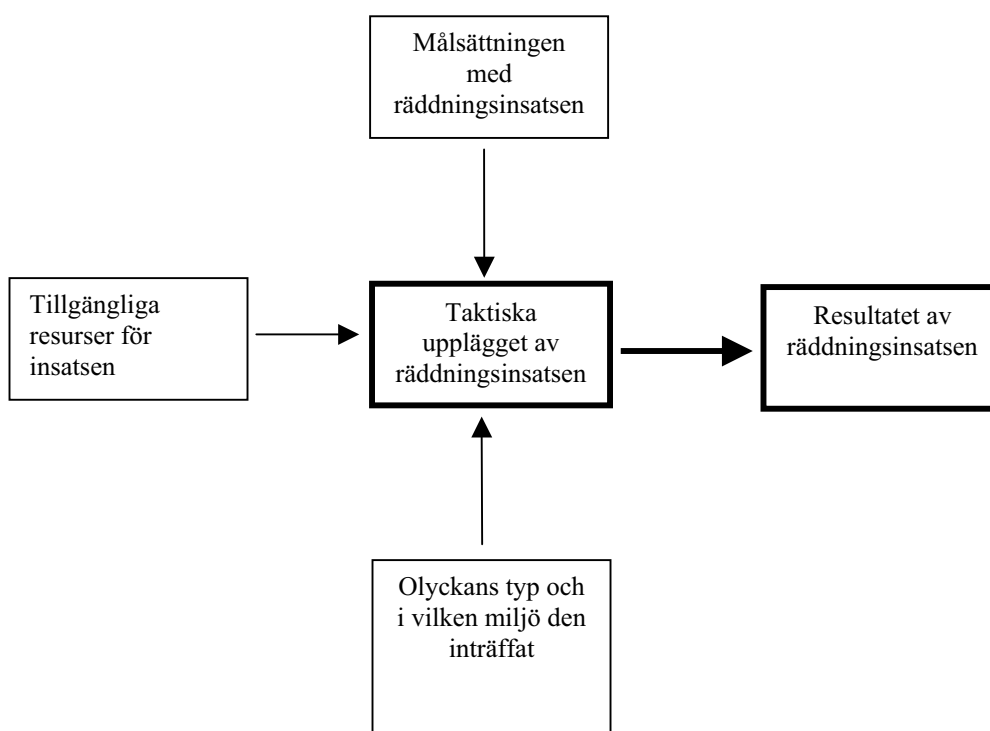 Målsättningen
med
räddningsinsatsen
Tillgängliga
resurser för
insatsen
Taktiska
upplägget av
räddningsinsatsen
Resultatet av
räddningsinsatsen
Olyckans typ och
i vilken miljö den
inträffat